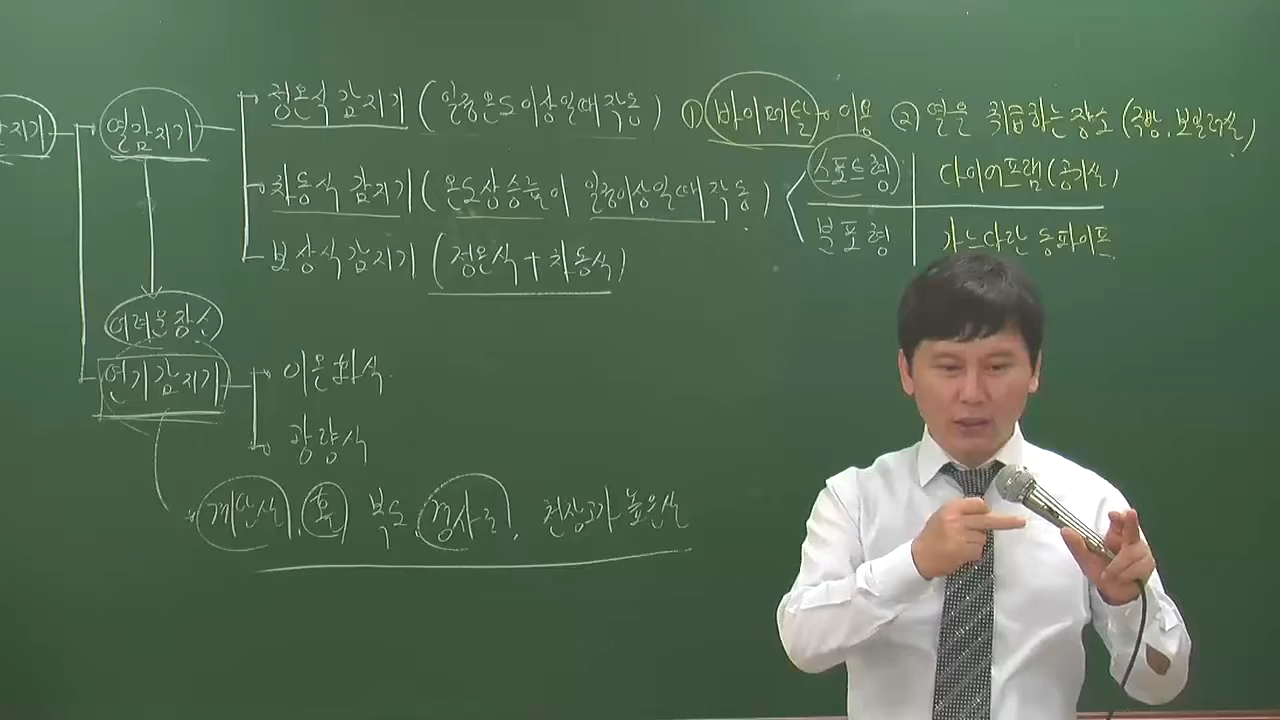 감지기
열감지기
정온식 감지기 (일정온도이상일때작동) ① 바이메탈 이용 ② 열을 취급하는 장소 (주방, 보일러실)
차동식 감지기 (온도상승률이 일정이상일때 작동)
스포트형 다이어프램(공기실)
분포형 가느다란 동파이프
보상식 감지기 (정온식 + 차동식)
어려운장소
연기감지기
이온화식
광량식
계단실, 홀 복도 경사로, 천장고가 높은실